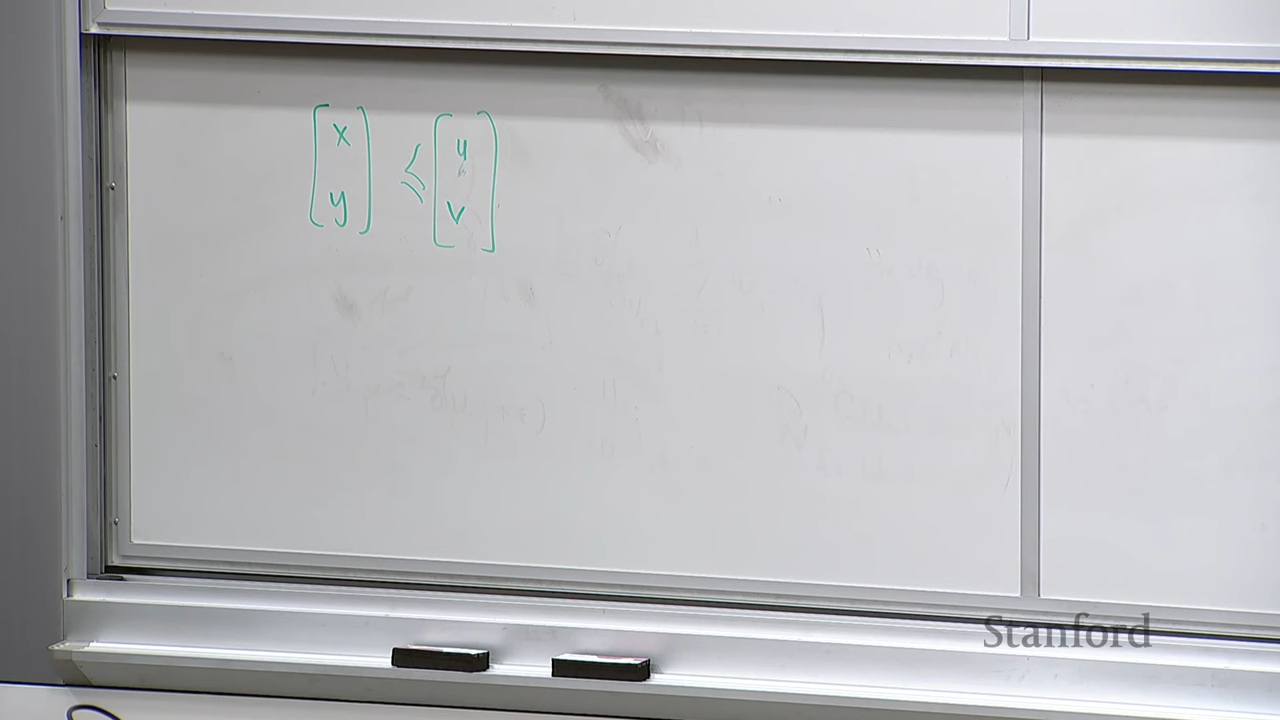 [x y] ⩽ [u v]
Stanford